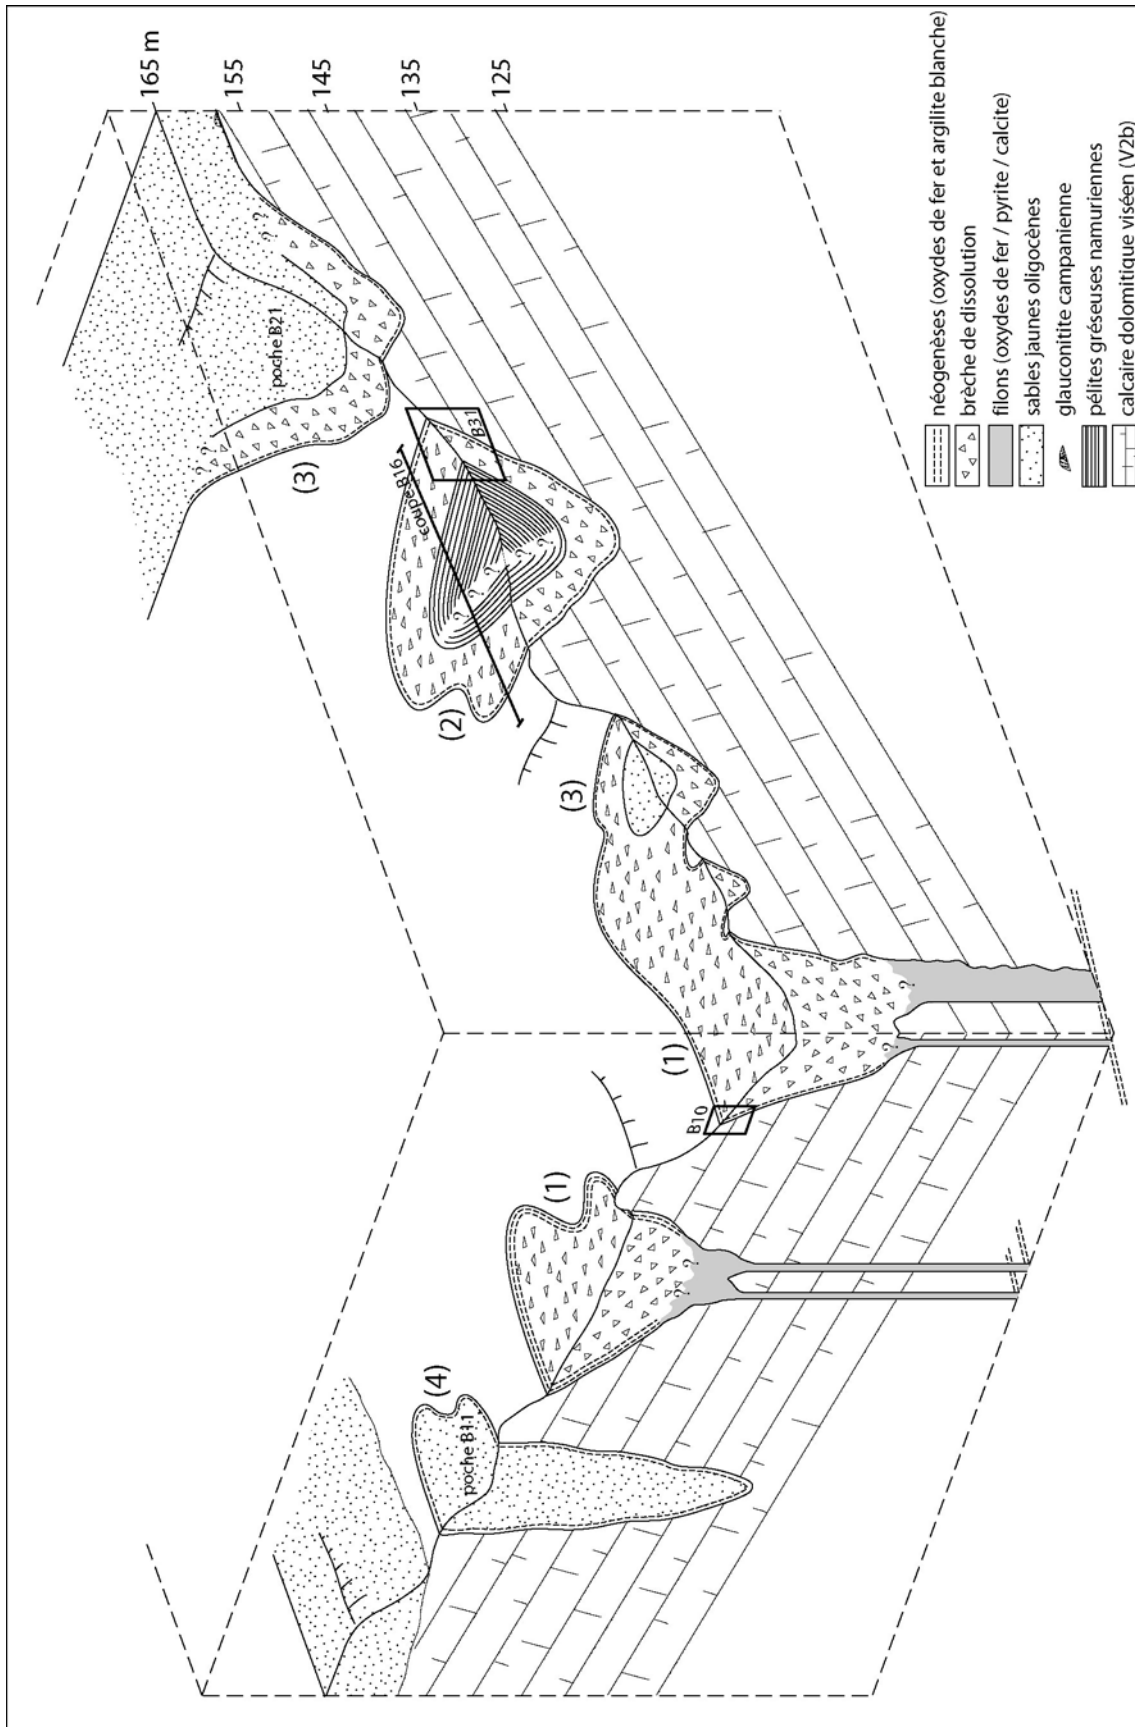 165 m
155
145
135
125
poche B21
(3)
B31
coupe B16
(2)
(3)
(1)
B10
(1)
(4)
poche B11
?
?
?
?
?
?
?
?
?
?
?
?
?
?
néogenèses (oxydes de fer et argilite blanche)
brèche de dissolution
filons (oxydes de fer / pyrite / calcite)
sables jaunes oligocènes
glauconitite campanienne
pélites gréseuses namuriennes
calcaire dolomitique viséen (V2b)